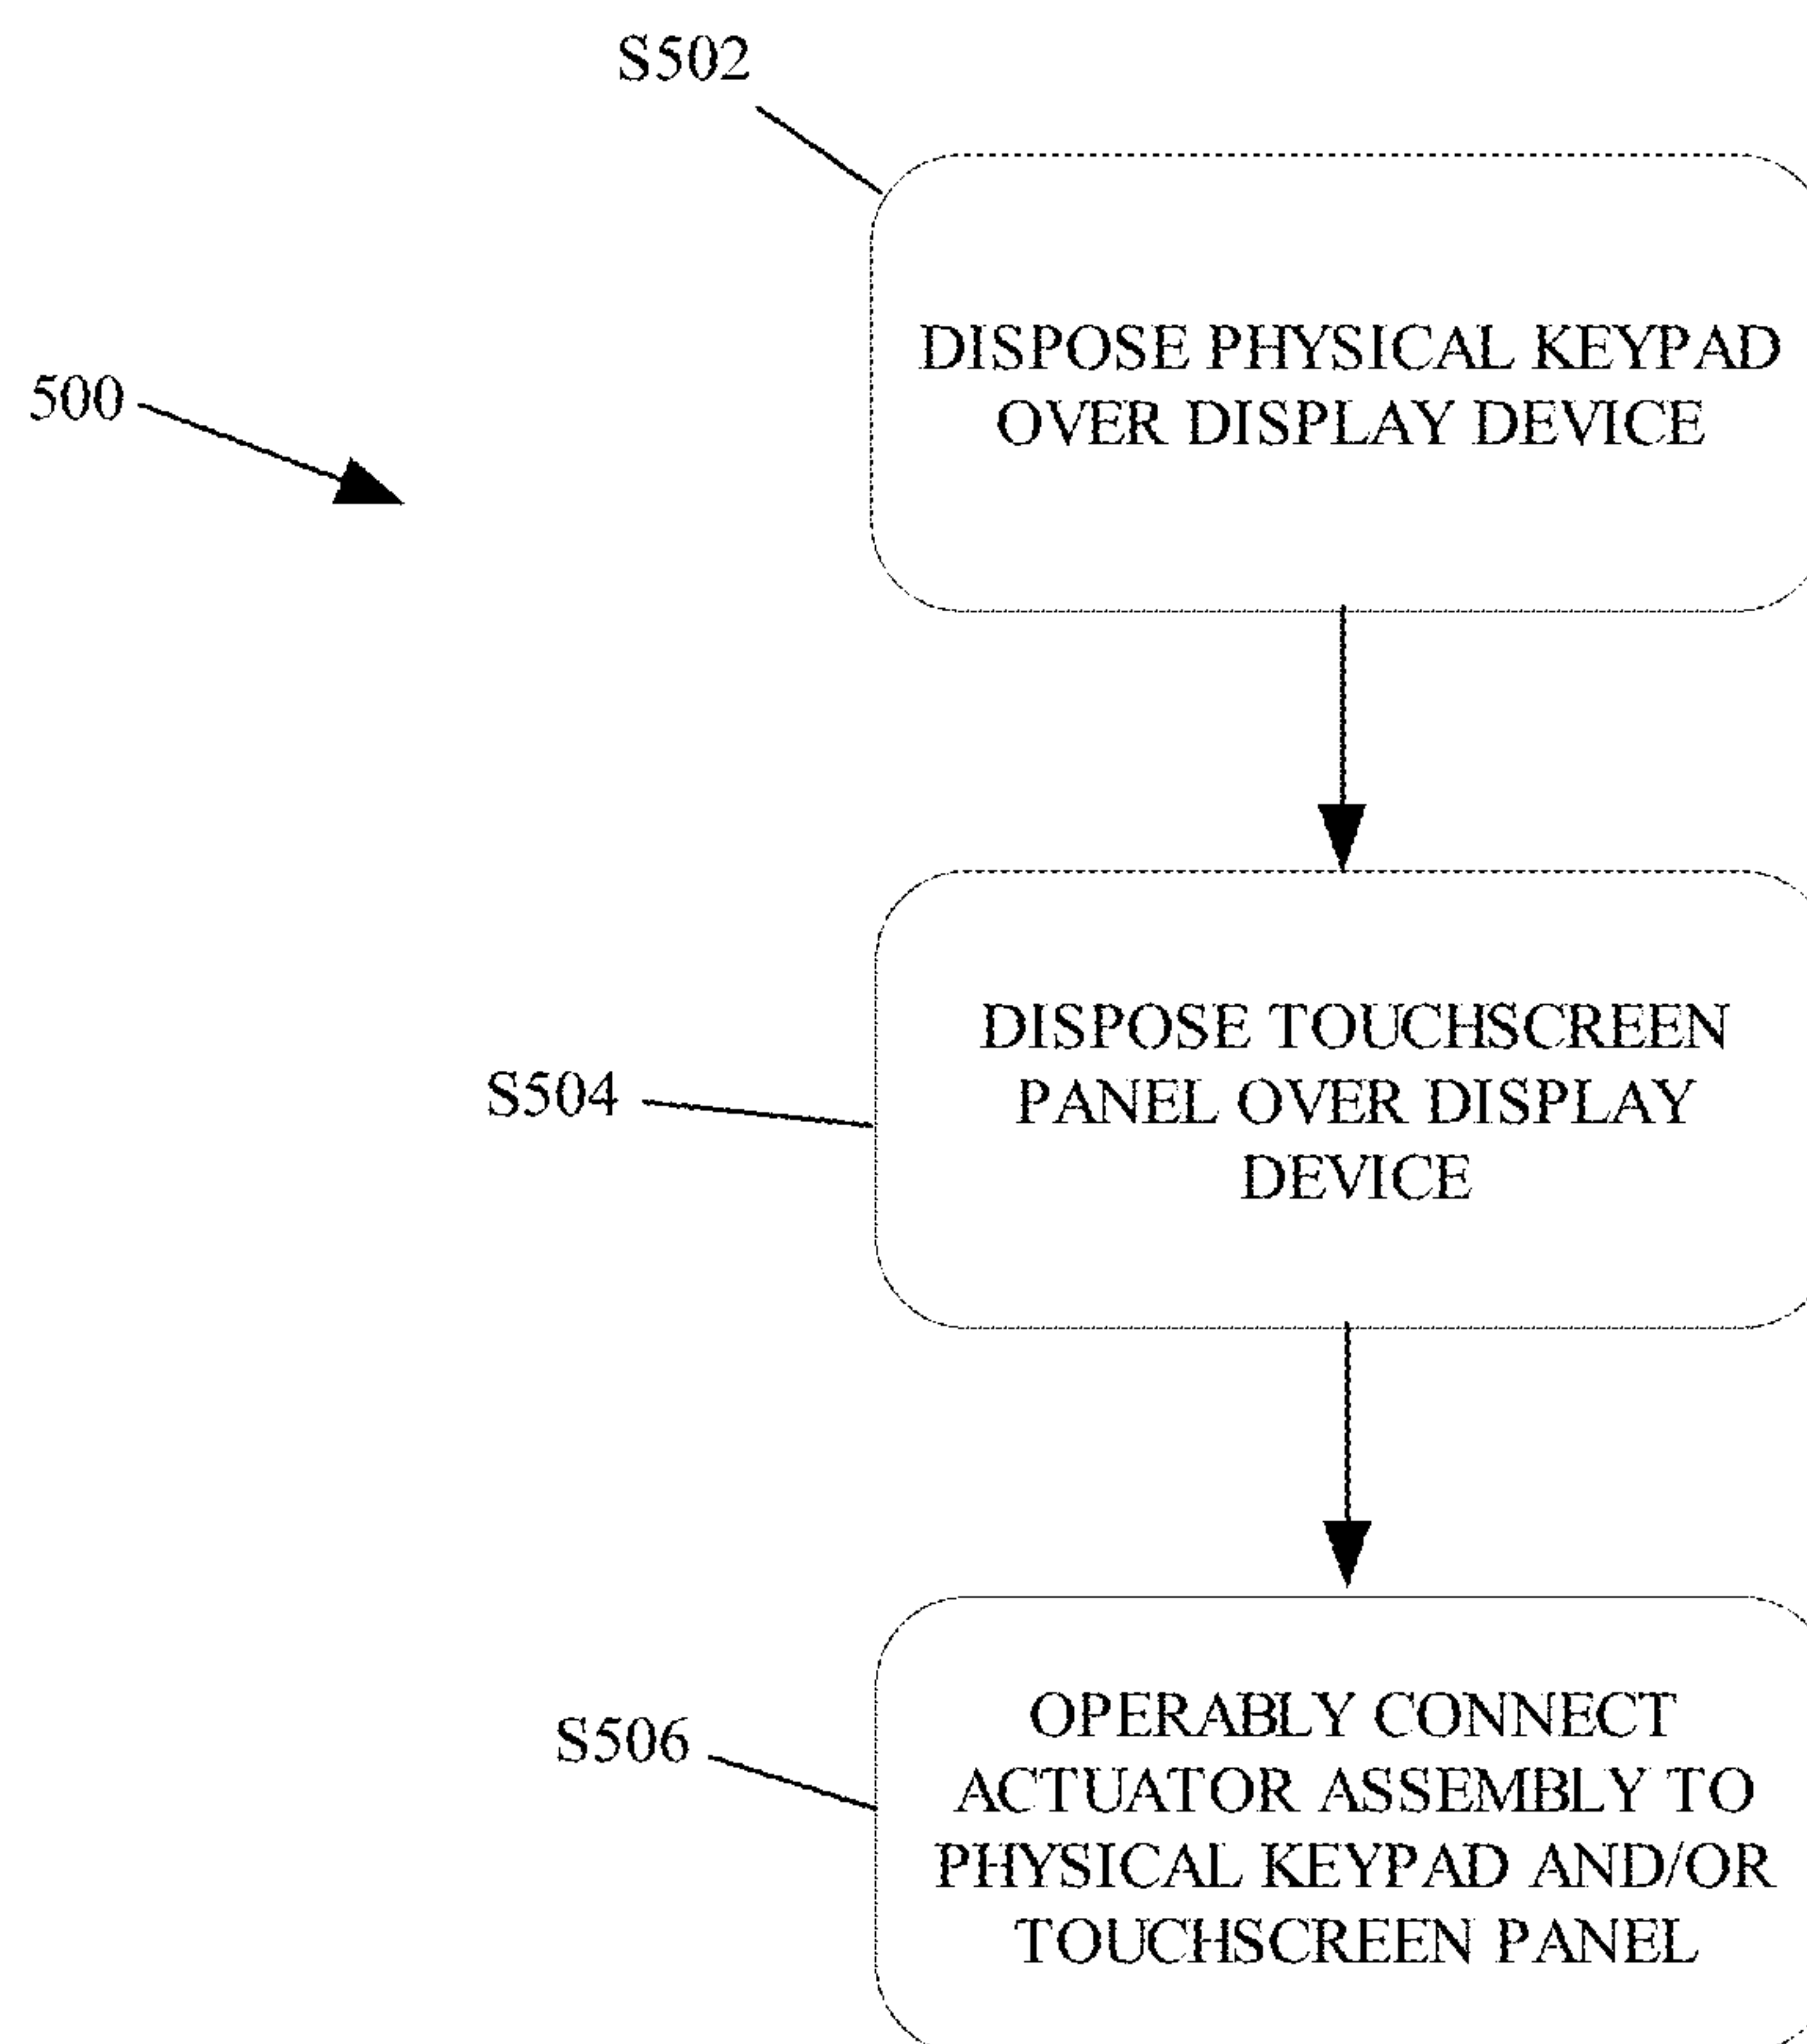 S502
DISPOSE PHYSICAL KEYPAD
OVER DISPLAY DEVICE
500
DISPOSE TOUCHSCREEN
PANEL OVER DISPLAY
DEVICE
S504
OPERABLY CONNECT
ACTUATOR ASSEMBLY TO
PHYSICAL KEYPAD AND/OR
TOUCHSCREEN PANEL
S506